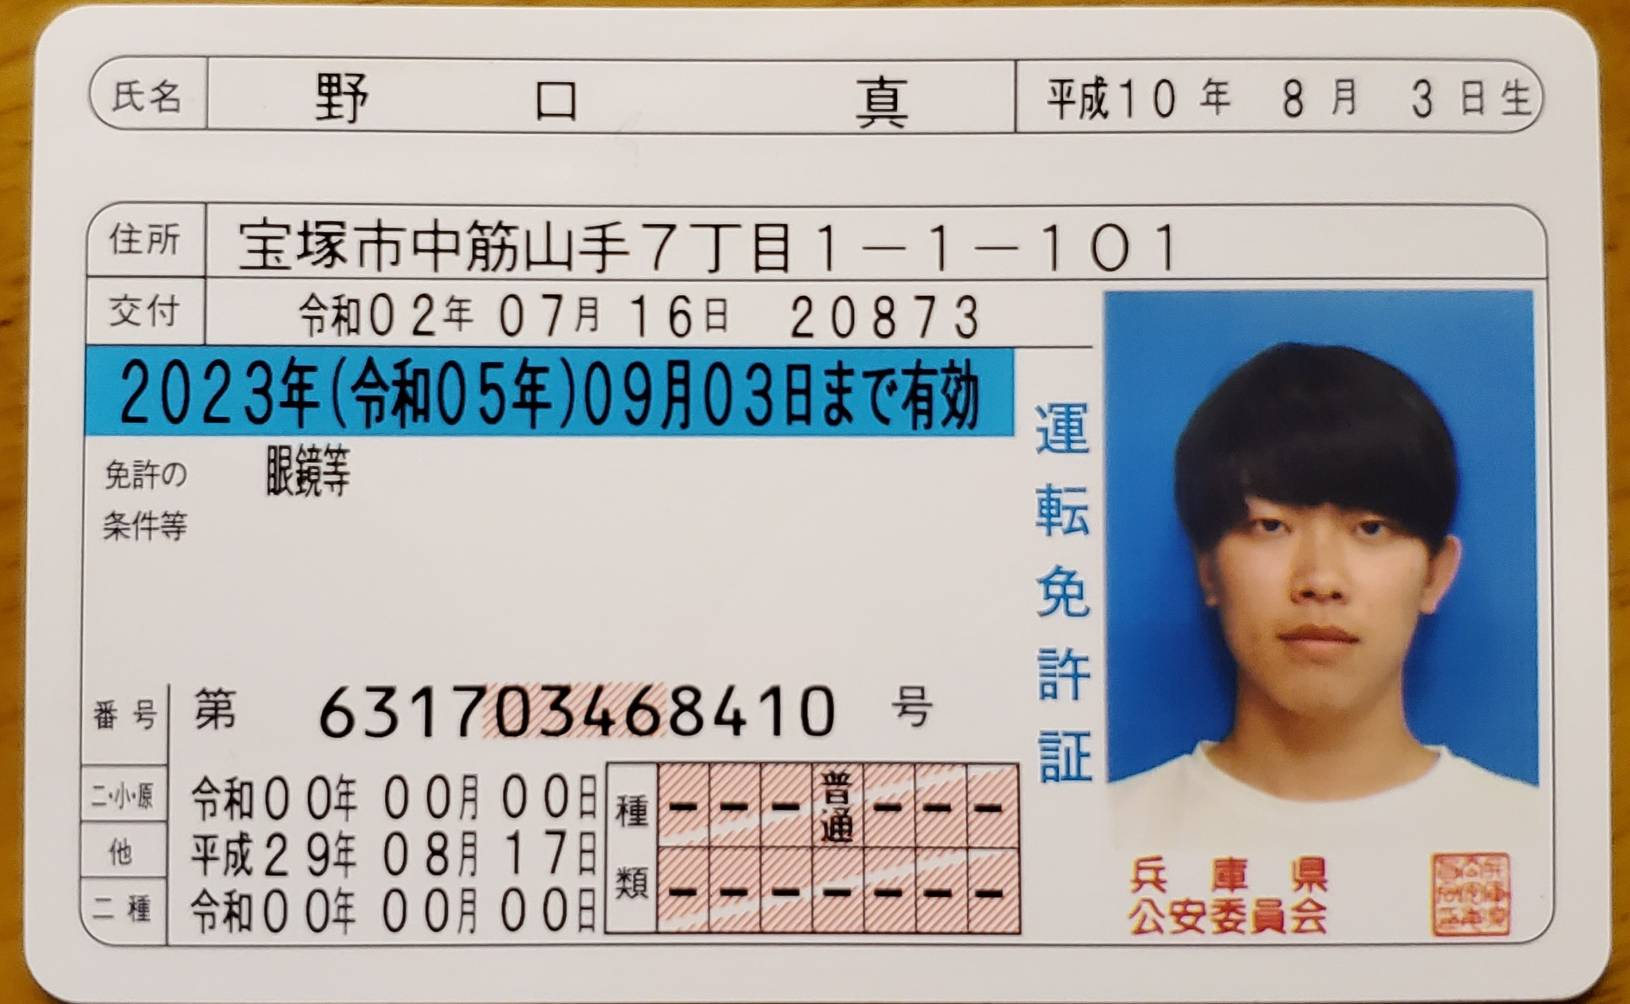 氏名 野口 真 平成10年 8月 3日生
住所 宝塚市中筋山手7丁目1-1-101
交付 令和02年 07月 16日 20873
2023年(令和05年)09月03日まで有効
免許の
条件等
眼鏡等
運転免許証
番号 第 631703468410 号
二・小・原 令和00年 00月 00日
他 平成29年 08月 17日
二種 令和00年 00月 00日
種類
- - - 普通 - - -
- - - - - - -
兵庫県
公安委員会